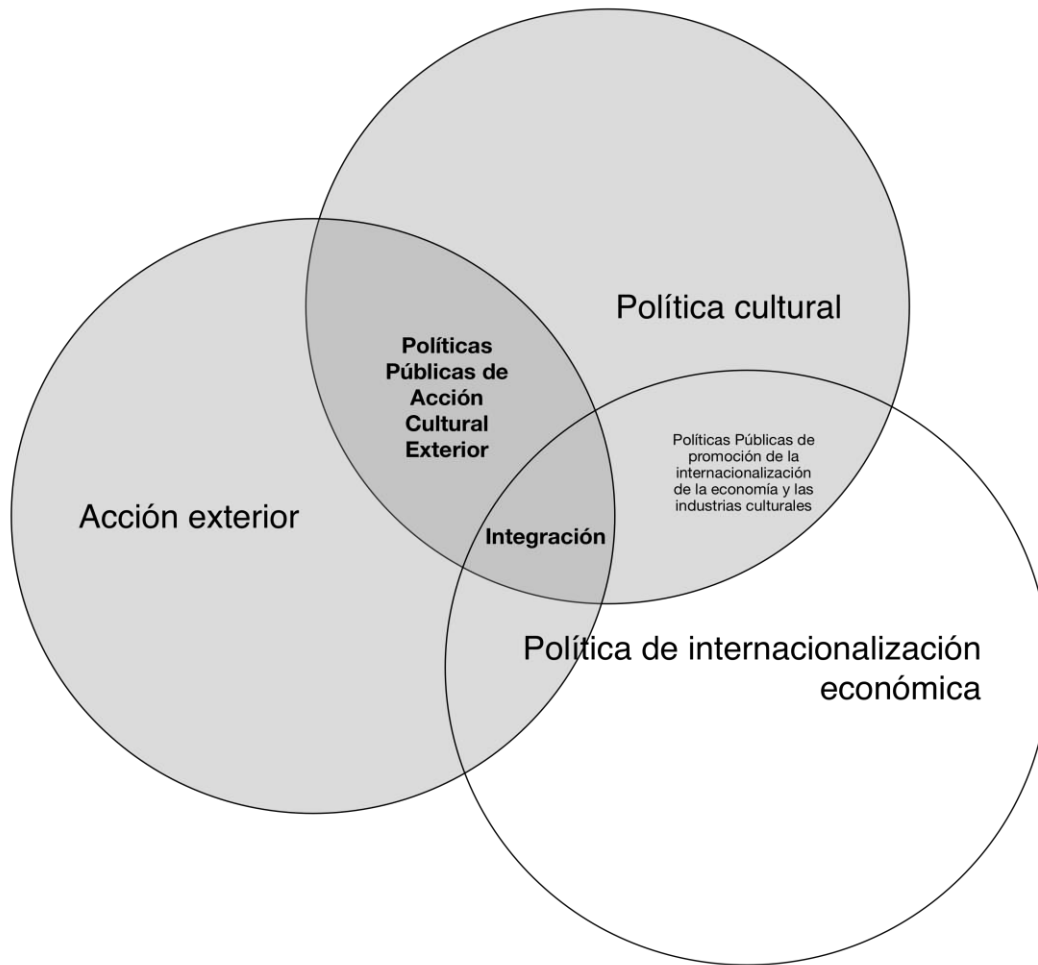 Política cultural
Políticas
Públicas de
Acción
Cultural
Exterior
Políticas Públicas de
promoción de la
internacionalización
de la economía y las
industrias culturales
Acción exterior
Integración
Política de internacionalización
económica